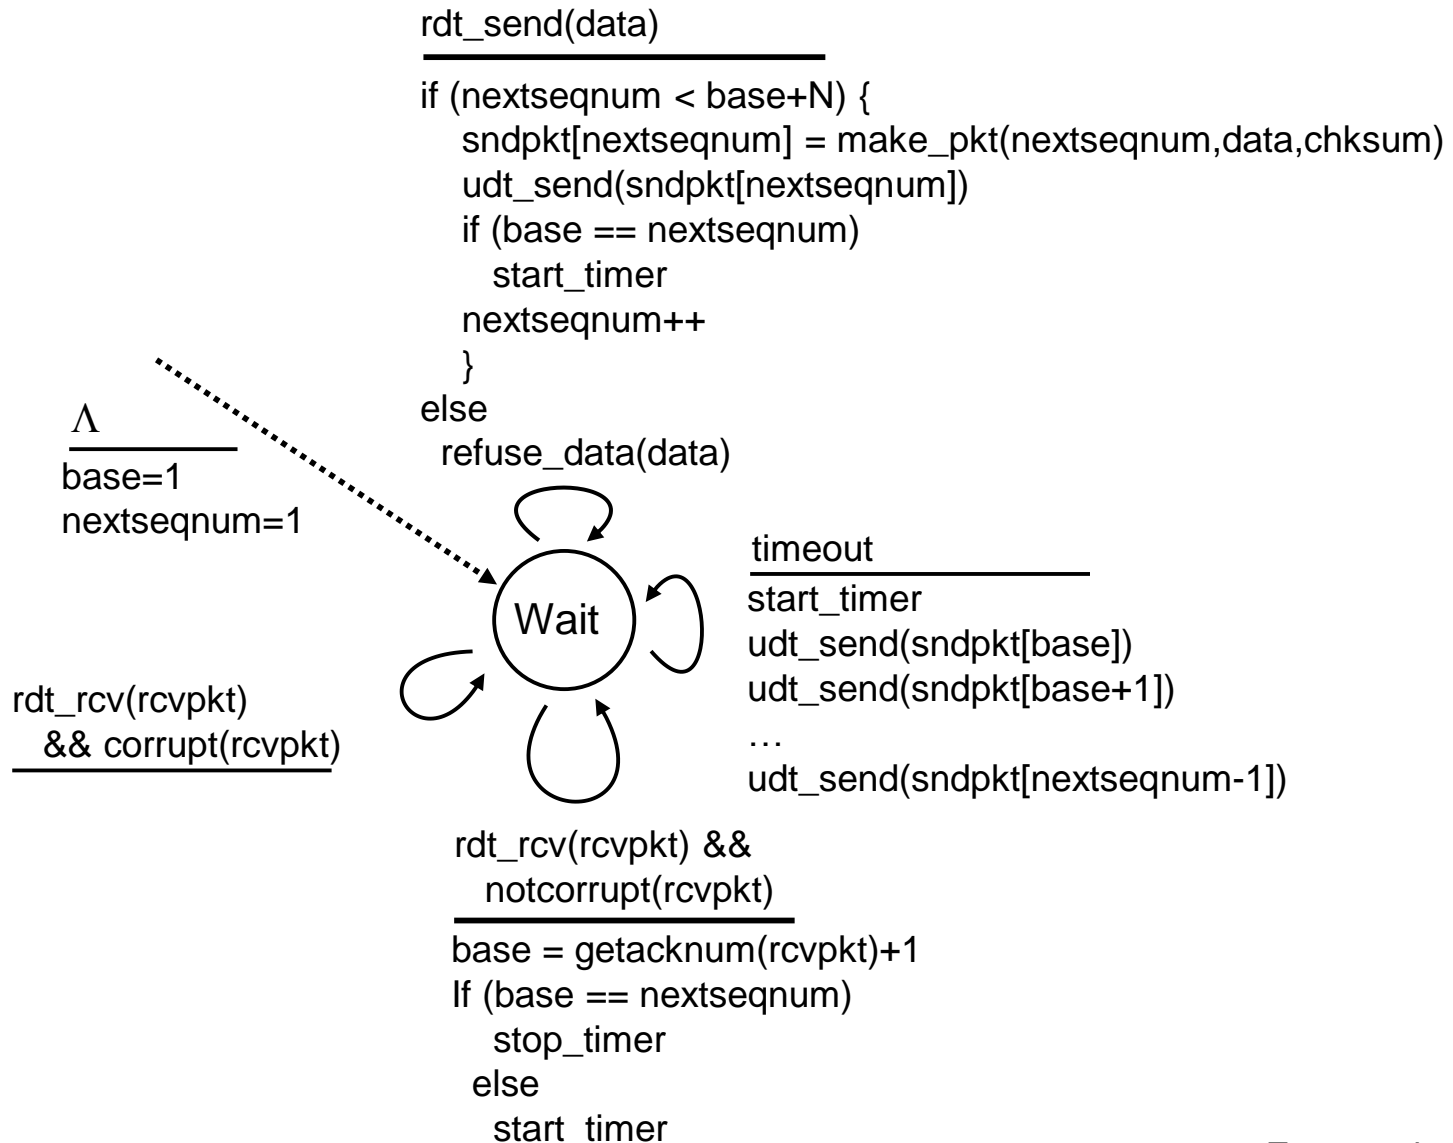 rdt_send(data)
if (nextseqnum < base+N) {
sndpkt[nextseqnum] = make_pkt(nextseqnum,data,chksum)
udt_send(sndpkt[nextseqnum])
if (base == nextseqnum)
start_timer
nextseqnum++
}
else
refuse_data(data)
Λ
base=1
nextseqnum=1
Wait
timeout
start_timer
udt_send(sndpkt[base])
udt_send(sndpkt[base+1])
…
udt_send(sndpkt[nextseqnum-1])
rdt_rcv(rcvpkt)
&& corrupt(rcvpkt)
rdt_rcv(rcvpkt) &&
notcorrupt(rcvpkt)
base = getacknum(rcvpkt)+1
If (base == nextseqnum)
stop_timer
else
start_timer